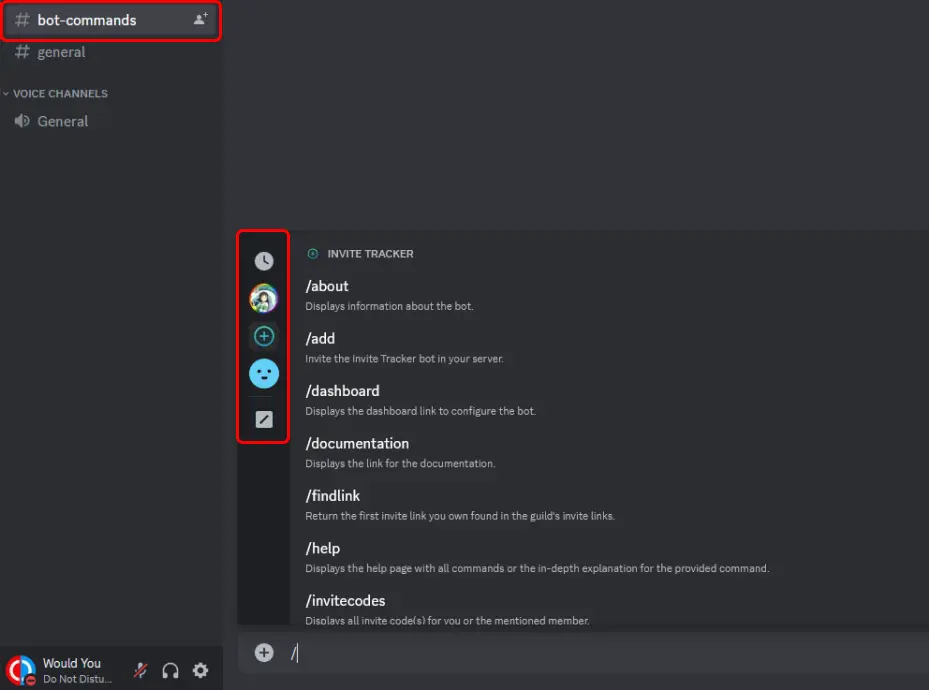 # bot-commands
# general
VOICE CHANNELS
General
INVITE TRACKER
/about
Displays information about the bot.
/add
Invite the Invite Tracker bot in your server.
/dashboard
Displays the dashboard link to configure the bot.
/documentation
Displays the link for the documentation.
/findlink
Return the first invite link you own found in the guild's invite links.
/help
Displays the help page with all commands or the in-depth explanation for the provided command.
/invitecodes
Displays all invite code(s) for you or the mentioned member.
/
Would You
Do Not Distu...